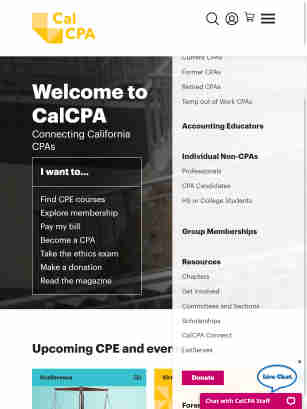 Cal
CPA
Current CPAs
Former CPAs
Retired CPAs
Temp out of Work CPAs
Accounting Educators
Individual Non-CPAs
Professionals
CPA Candidates
HS or College Students
Group Memberships
Resources
Chapters
Get Involved
Committees and Sections
Scholarships
CalCPA Connect
ListServes
Donate
Welcome to
CalCPA
Connecting California
CPAs
I want to...
Find CPE courses
Explore membership
Pay my bill
Become a CPA
Take the ethics exam
Make a donation
Read the magazine
Upcoming CPE and even
Conference
Live Chat
Chat with CalCPA Staff